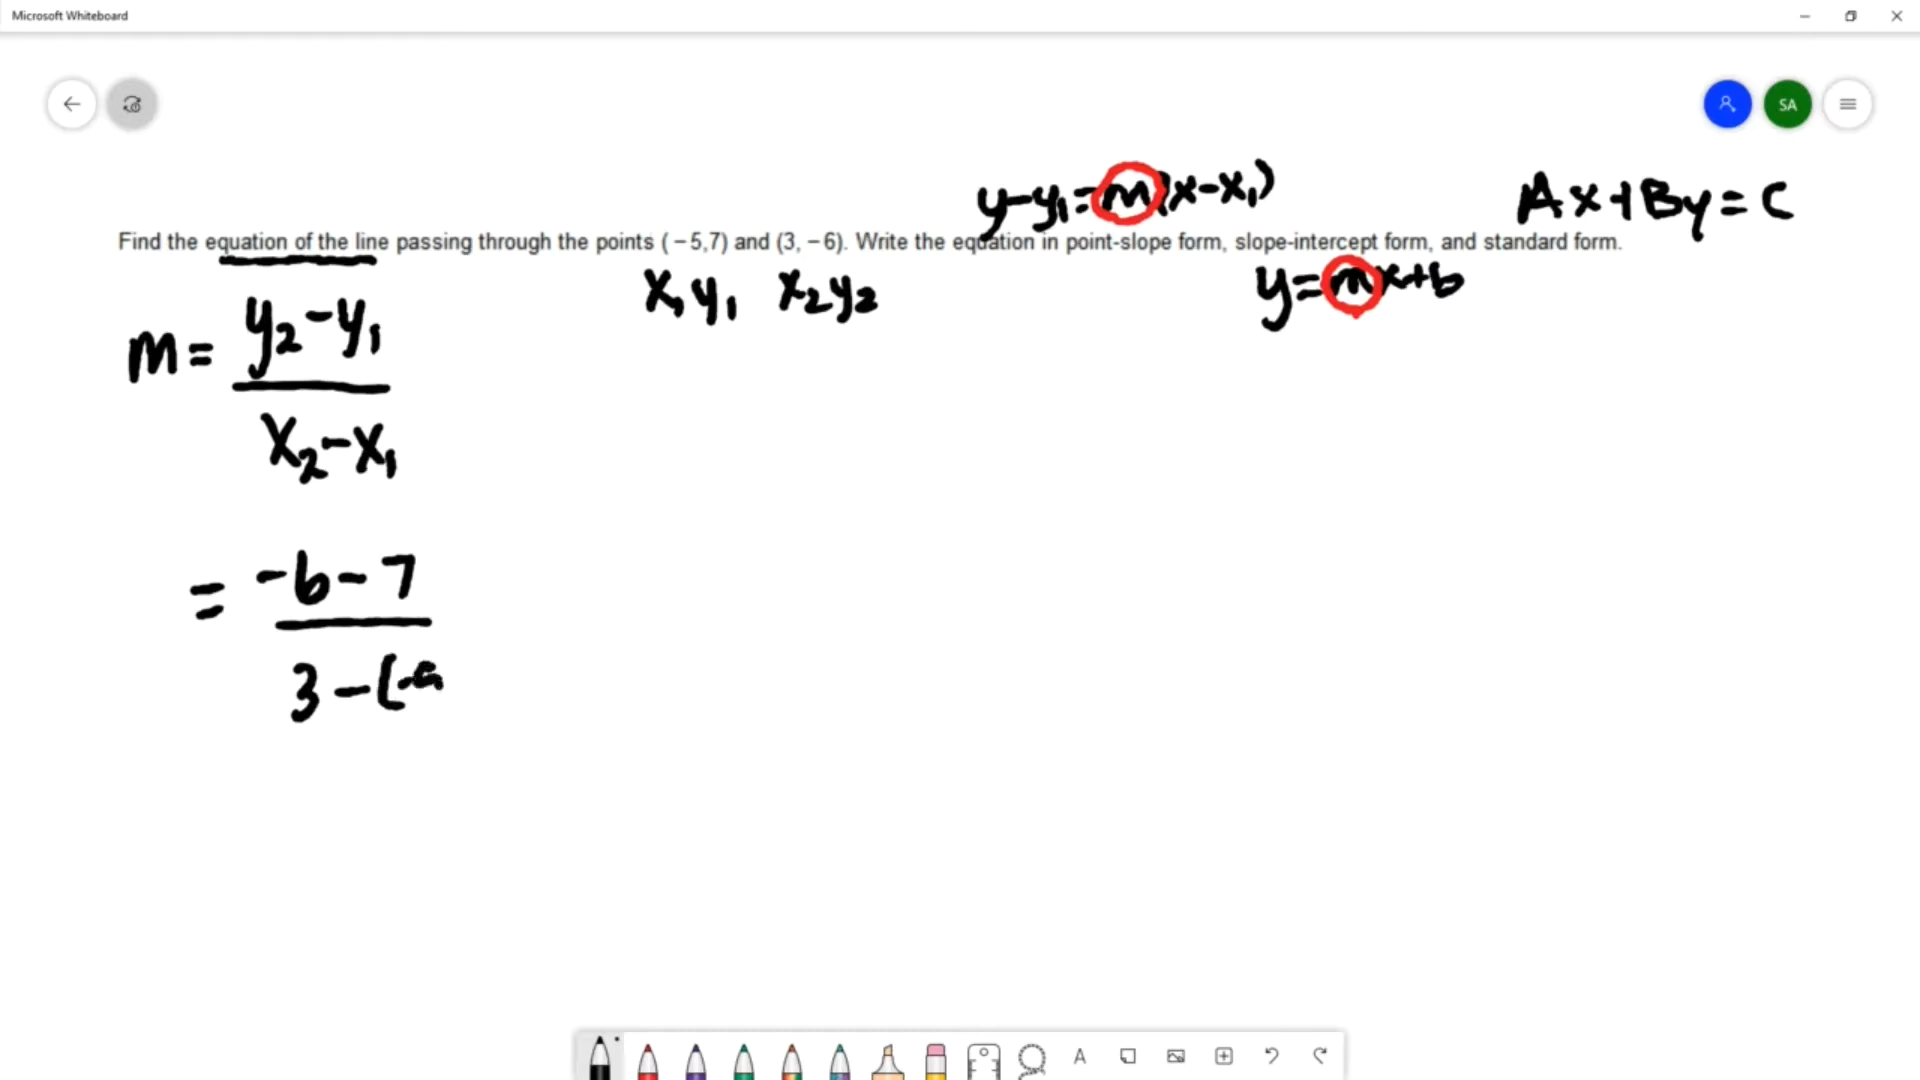 Microsoft Whiteboard
SA
y-y₁=m(x-x₁)
Ax+By=C
Find the equation of the line passing through the points (−5,7) and (3, −6). Write the equation in point-slope form, slope-intercept form, and standard form.
x₁y₁ x₂y₂
y=mx+b
m= y₂-y₁
x₂-x₁
= -6-7
3-(-5
A